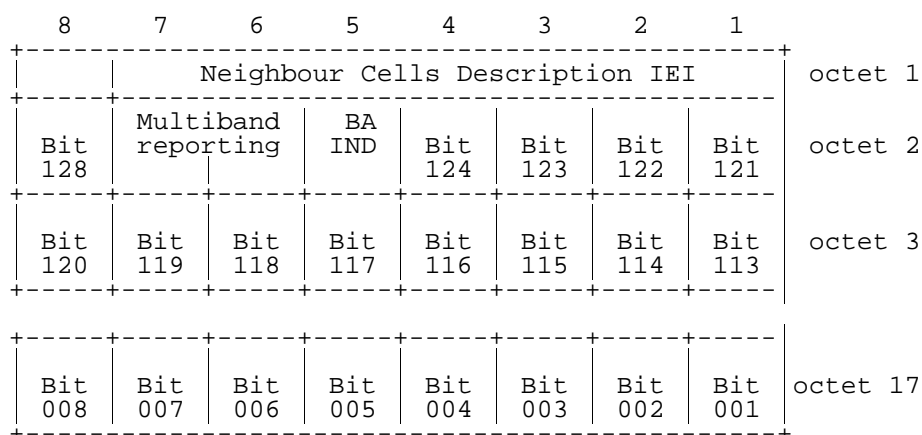 8 7 6 5 4 3 2 1
Neighbour Cells Description IEI octet 1
Multiband BA
Bit reporting IND Bit Bit Bit Bit octet 2
128 124 123 122 121
Bit Bit Bit Bit Bit Bit Bit Bit octet 3
120 119 118 117 116 115 114 113
Bit Bit Bit Bit Bit Bit Bit Bit octet 17
008 007 006 005 004 003 002 001